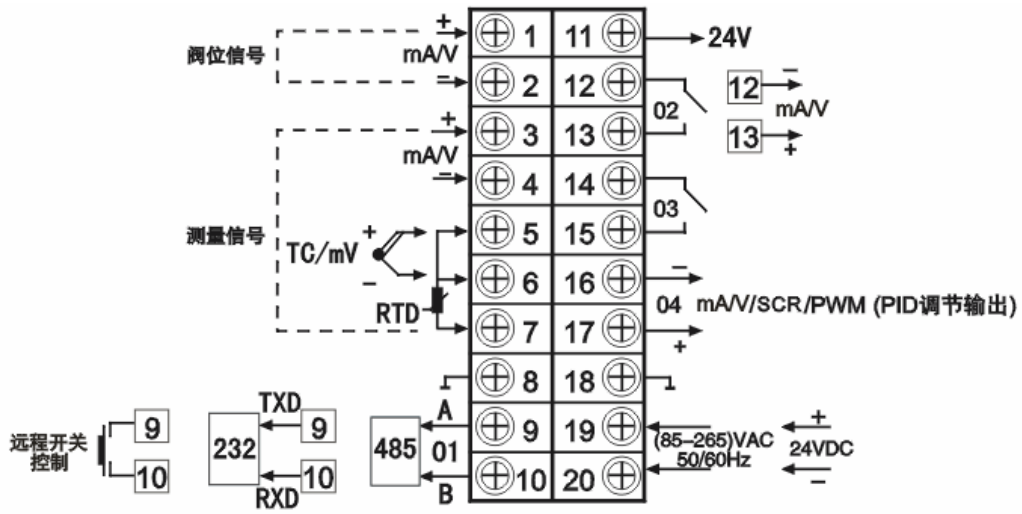 阀位信号
+
mA/V
-
测量信号
+
mA/V
-
TC/mV
+
-
RTD
1 11
2 12
3 13
4 14
5 15
6 16
7 17
8 18
9 19
10 20
24V
02
12 -
mA/V
13 +
03
-
04 mA/V/SCR/PWM (PID调节输出)
+
远程开关
控制
9
10
232
TXD
9
10
RXD
485
A
01
B
(85-265)VAC
50/60Hz
+
24VDC
-